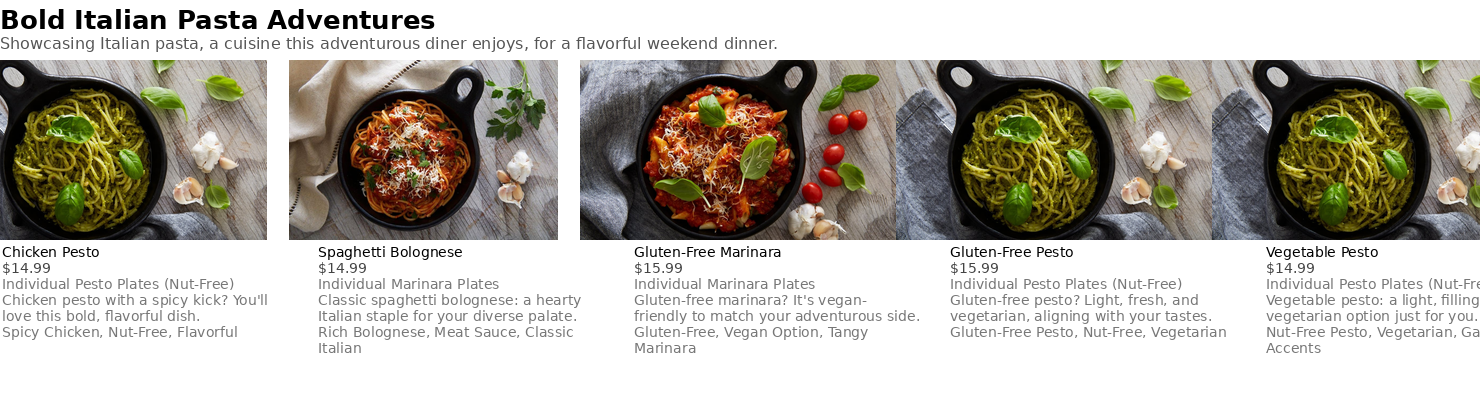 Bold Italian Pasta Adventures
Showcasing Italian pasta, a cuisine this adventurous diner enjoys, for a flavorful weekend dinner.
Chicken Pesto
$14.99
Individual Pesto Plates (Nut-Free)
Chicken pesto with a spicy kick? You'll
love this bold, flavorful dish.
Spicy Chicken, Nut-Free, Flavorful
Spaghetti Bolognese
$14.99
Individual Marinara Plates
Classic spaghetti bolognese: a hearty
Italian staple for your diverse palate.
Rich Bolognese, Meat Sauce, Classic
Italian
Gluten-Free Marinara
$15.99
Individual Marinara Plates
Gluten-free marinara? It's vegan-
friendly to match your adventurous side.
Gluten-Free, Vegan Option, Tangy
Marinara
Gluten-Free Pesto
$15.99
Individual Pesto Plates (Nut-Free)
Gluten-free pesto? Light, fresh, and
vegetarian, aligning with your tastes.
Gluten-Free Pesto, Nut-Free, Vegetarian
Vegetable Pesto
$14.99
Individual Pesto Plates
Vegetable pesto: a light, filling
vegetarian option just for you.
Nut-Free Pesto, Vegetarian,
Accents